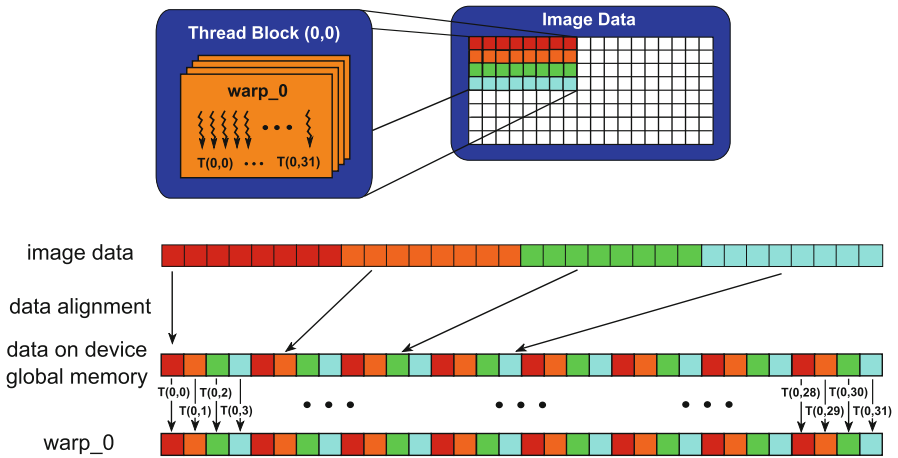 Thread Block (0,0)
Image Data
warp_0
T(0,0) ... T(0,31)
image data
data alignment
data on device
global memory
T(0,0) T(0,2) T(0,28) T(0,30)
T(0,1) T(0,3) T(0,29) T(0,31)
warp_0